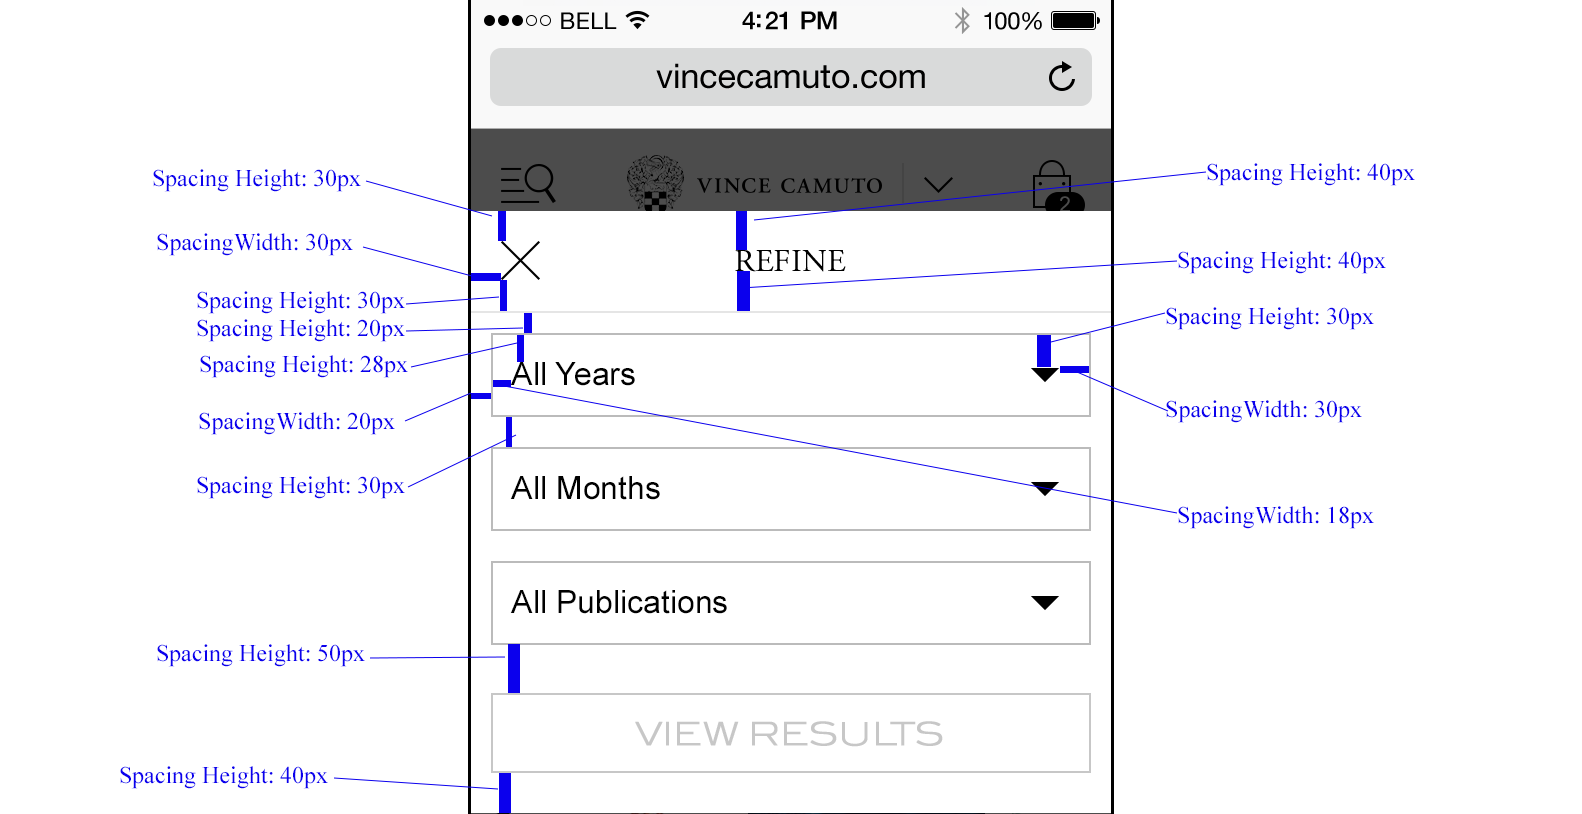 BELL
4:21 PM
100%
vincecamuto.com
VINCE CAMUTO
2
Spacing Height: 30px
Spacing Height: 40px
SpacingWidth: 30px
REFINE
Spacing Height: 40px
Spacing Height: 30px
Spacing Height: 20px
Spacing Height: 30px
Spacing Height: 28px
All Years
SpacingWidth: 20px
SpacingWidth: 30px
Spacing Height: 30px
All Months
SpacingWidth: 18px
All Publications
Spacing Height: 50px
VIEW RESULTS
Spacing Height: 40px